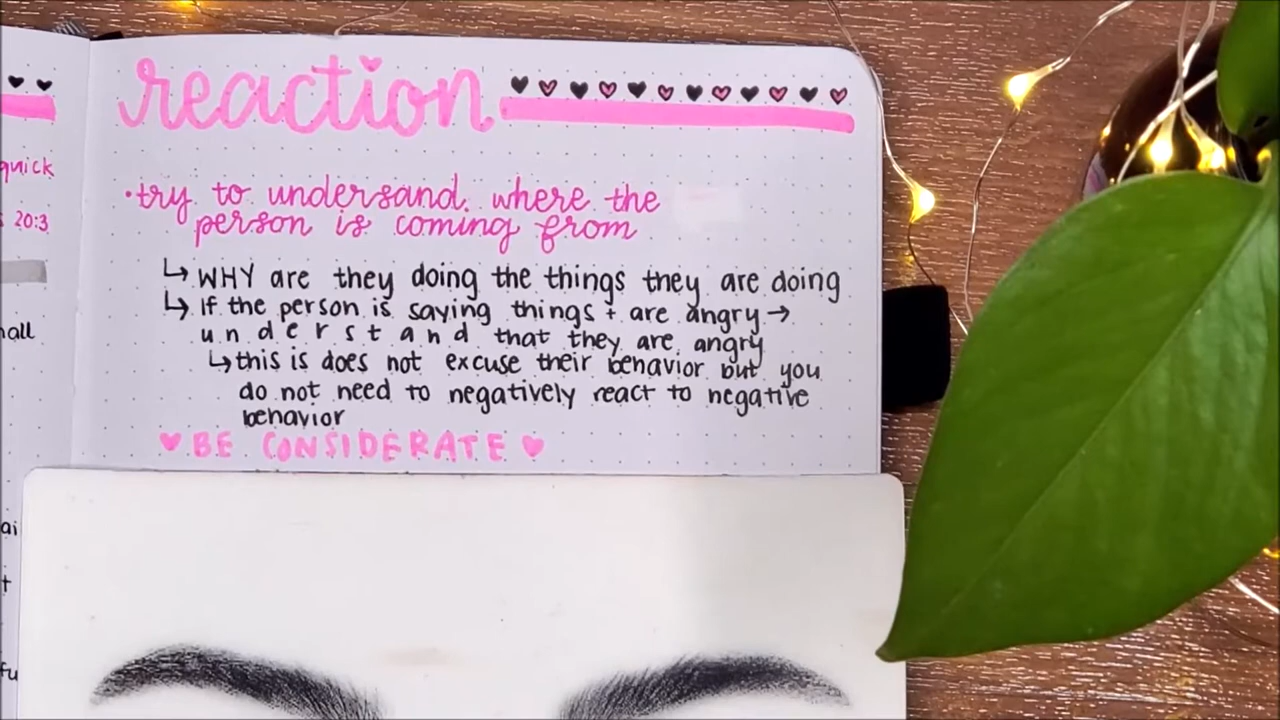 reaction
quick
20:3
• try to undersand where the
person is coming from
↳ WHY are they doing the things they are doing
↳ if the person is saying things + are angry →
understand that they are angry
↳ this is does not excuse their behavior but you
do not need to negatively react to negative
behavior
♥ BE CONSIDERATE ♥